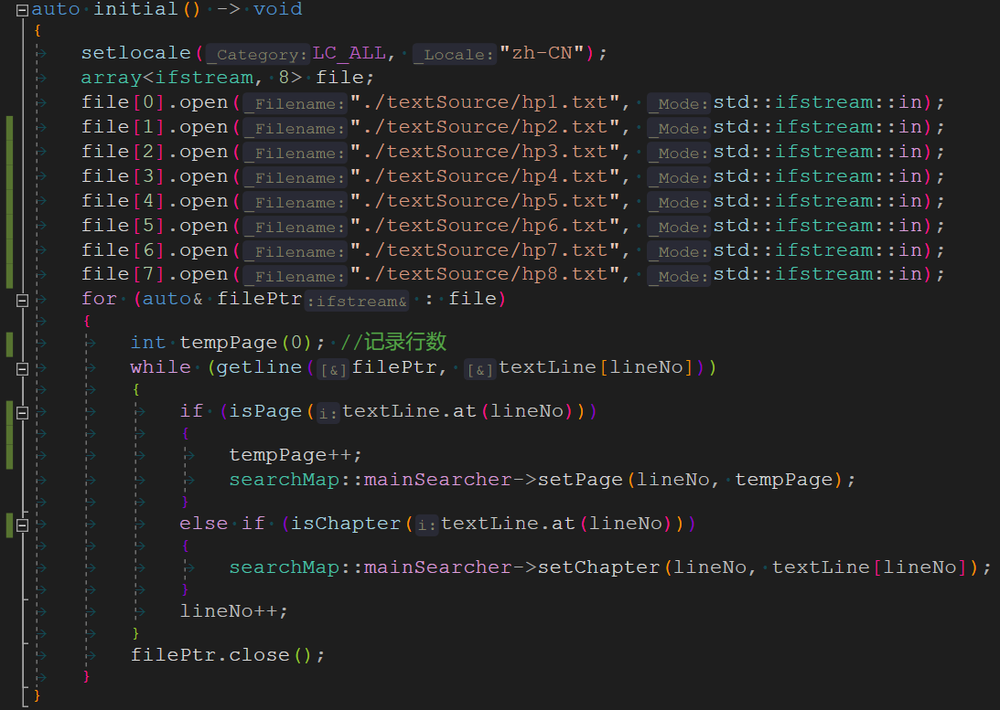 auto initial() -> void
{
setlocale(_Category:LC_ALL, _Locale:"zh-CN");
array<ifstream, 8> file;
file[0].open(_Filename:"./textSource/hp1.txt", _Mode:std::ifstream::in);
file[1].open(_Filename:"./textSource/hp2.txt", _Mode:std::ifstream::in);
file[2].open(_Filename:"./textSource/hp3.txt", _Mode:std::ifstream::in);
file[3].open(_Filename:"./textSource/hp4.txt", _Mode:std::ifstream::in);
file[4].open(_Filename:"./textSource/hp5.txt", _Mode:std::ifstream::in);
file[5].open(_Filename:"./textSource/hp6.txt", _Mode:std::ifstream::in);
file[6].open(_Filename:"./textSource/hp7.txt", _Mode:std::ifstream::in);
file[7].open(_Filename:"./textSource/hp8.txt", _Mode:std::ifstream::in);
for (auto& filePtr:ifstream& : file)
{
int tempPage(0); //记录行数
while (getline([&]filePtr, [&]textLine[lineNo]))
{
if (isPage(i:textLine.at(lineNo)))
{
tempPage++;
searchMap::mainSearcher->setPage(lineNo, tempPage);
}
else if (isChapter(i:textLine.at(lineNo)))
{
searchMap::mainSearcher->setChapter(lineNo, textLine[lineNo]);
}
lineNo++;
}
filePtr.close();
}
}